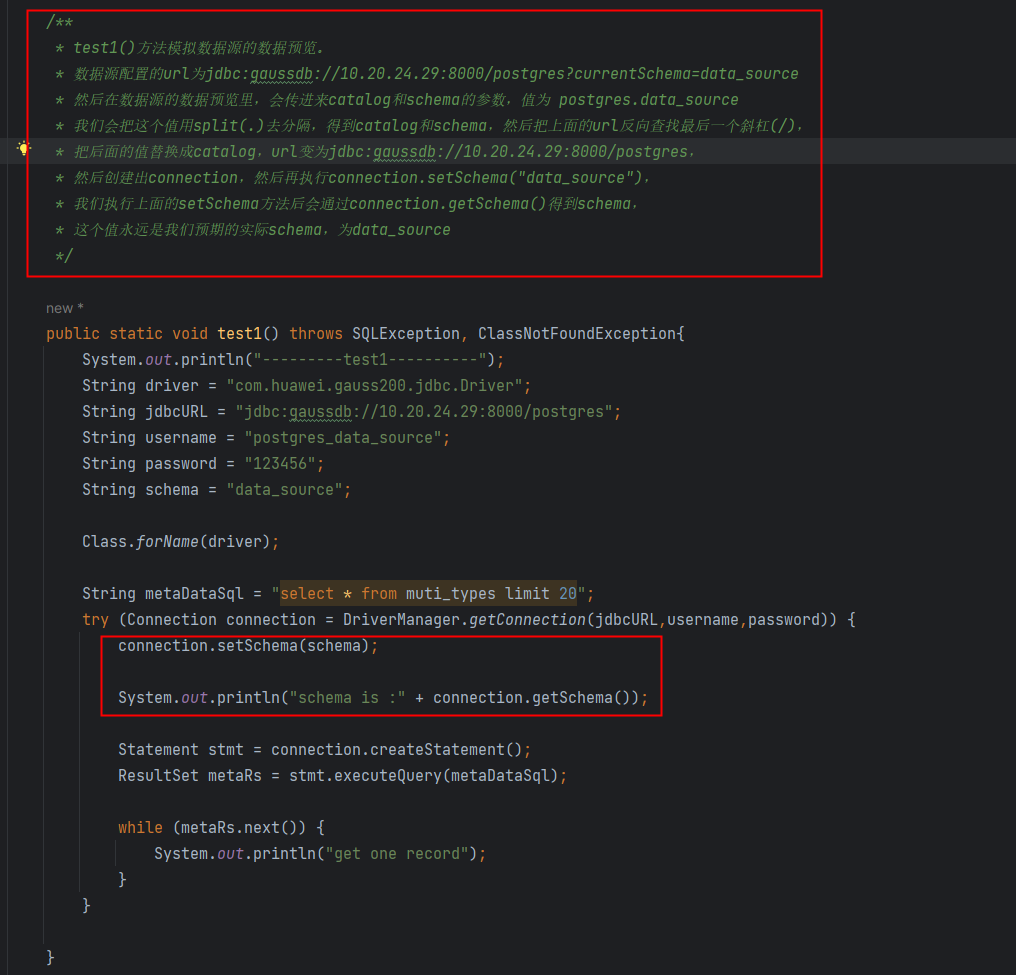 /**
 * test1()方法模拟数据源的数据预览.
 * 数据源配置的url为jdbc:gaussdb://10.20.24.29:8000/postgres?currentSchema=data_source
 * 然后在数据源的数据预览里，会传进来catalog和schema的参数，值为 postgres.data_source
 * 我们会把这个值用split(.)去分隔，得到catalog和schema，然后把上面的url反向查找最后一个斜杠(/)，
 * 把后面的值替换成catalog，url变为jdbc:gaussdb://10.20.24.29:8000/postgres，
 * 然后创建出connection，然后再执行connection.setSchema("data_source")，
 * 我们执行上面的setSchema方法后会通过connection.getSchema()得到schema，
 * 这个值永远是我们预期的实际schema，为data_source
 */
new *
public static void test1() throws SQLException, ClassNotFoundException{
System.out.println("---------test1----------");
String driver = "com.huawei.gauss200.jdbc.Driver";
String jdbcURL = "jdbc:gaussdb://10.20.24.29:8000/postgres";
String username = "postgres_data_source";
String password = "123456";
String schema = "data_source";
Class.forName(driver);
String metaDataSql = "select * from muti_types limit 20";
try (Connection connection = DriverManager.getConnection(jdbcURL,username,password)) {
connection.setSchema(schema);
System.out.println("schema is :" + connection.getSchema());
Statement stmt = connection.createStatement();
ResultSet metaRs = stmt.executeQuery(metaDataSql);
while (metaRs.next()) {
System.out.println("get one record");
}
}
}